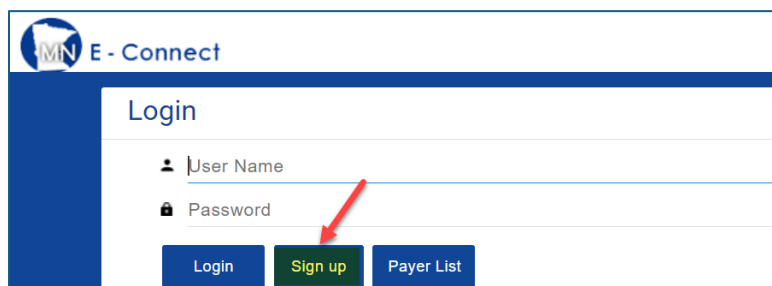 MN E - Connect
Login
User Name
Password
Login Sign up Payer List